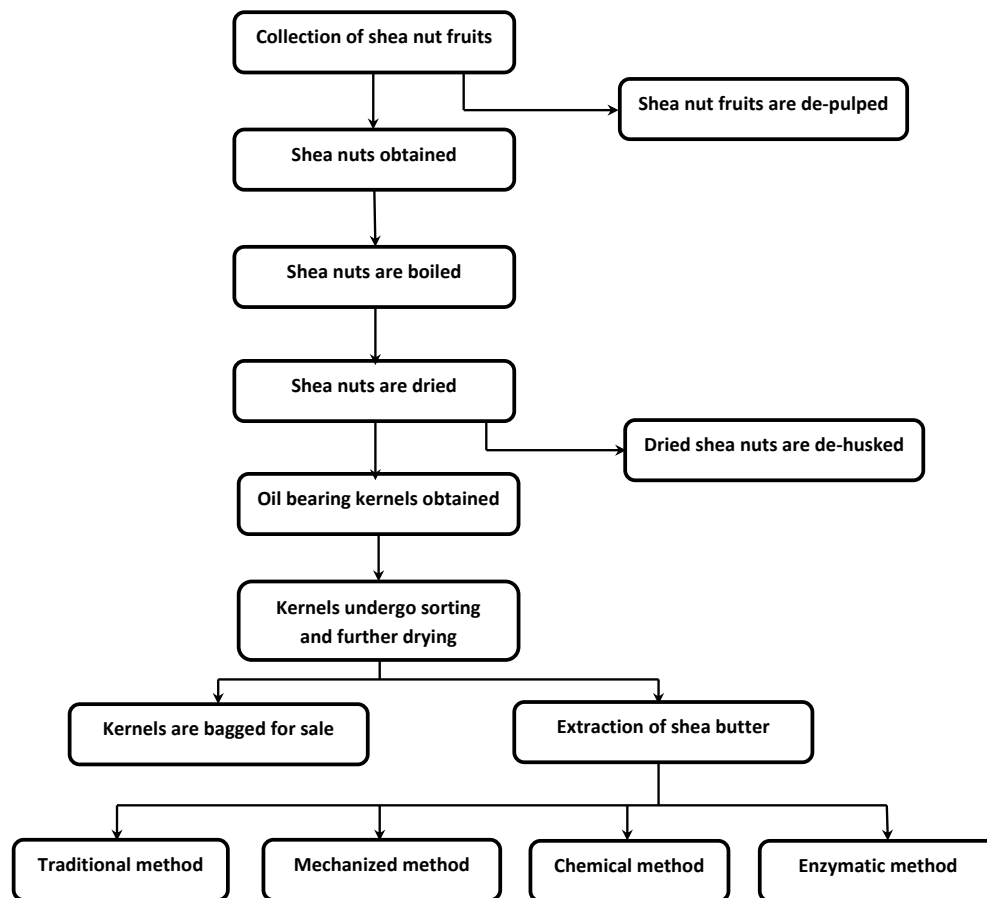 Collection of shea nut fruits
Shea nut fruits are de-pulped
Shea nuts obtained
Shea nuts are boiled
Shea nuts are dried
Dried shea nuts are de-husked
Oil bearing kernels obtained
Kernels undergo sorting
and further drying
Kernels are bagged for sale
Extraction of shea butter
Traditional method
Mechanized method
Chemical method
Enzymatic method